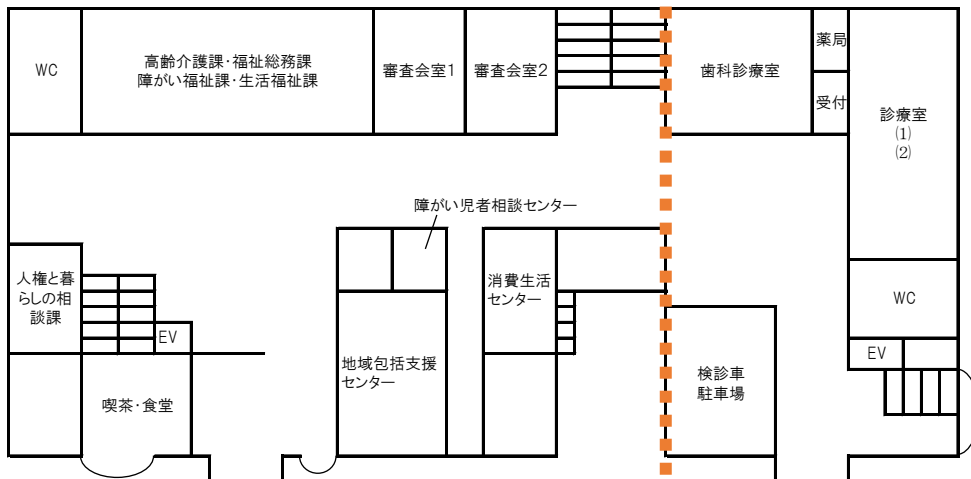 WC
高齢介護課・福祉総務課
障がい福祉課・生活福祉課
審査会室1
審査会室2
歯科診療室
薬局
受付
診療室
(1)
(2)
障がい児者相談センター
人権と暮
らしの相
談課
EV
消費生活
センター
WC
地域包括支援
センター
EV
検診車
駐車場
喫茶・食堂